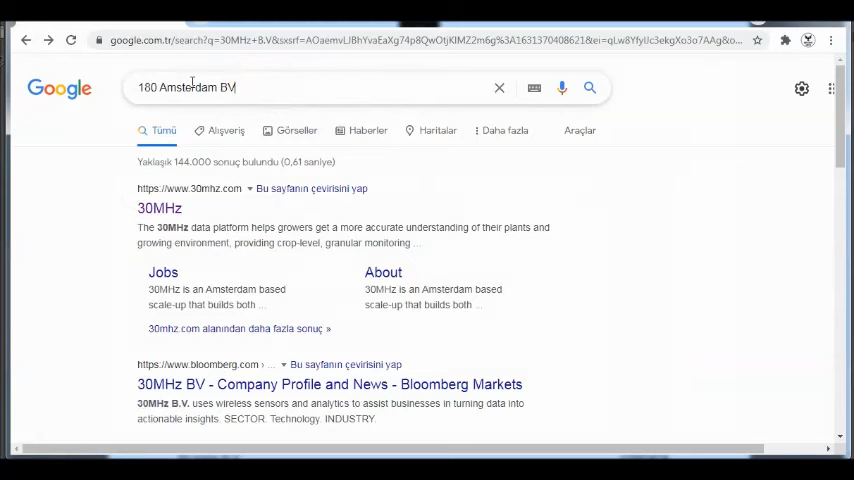 google.com.tr/search?q=30MHz+B.V&sxsrf=AOaemvLJBhYvaEaXg74p8QwOtjKIMZ2m6g%3A1631370408621&ei=qLw8YfyIJc3ekgXo3o7AAg&o...
Google
180 Amsterdam BV
Tümü
Alışveriş
Görseller
Haberler
Haritalar
Daha fazla
Araçlar
Yaklaşık 144.000 sonuç bulundu (0,61 saniye)
https://www.30mhz.com Bu sayfanın çevirisini yap
30MHz
The 30MHz data platform helps growers get a more accurate understanding of their plants and
growing environment, providing crop-level, granular monitoring ...
Jobs
30MHz is an Amsterdam based
scale-up that builds both ...
About
30MHz is an Amsterdam based
scale-up that builds both ...
30mhz.com alanından daha fazla sonuç »
https://www.bloomberg.com › ... Bu sayfanın çevirisini yap
30MHz BV - Company Profile and News - Bloomberg Markets
30MHz B.V. uses wireless sensors and analytics to assist businesses in turning data into
actionable insights. SECTOR. Technology. INDUSTRY.